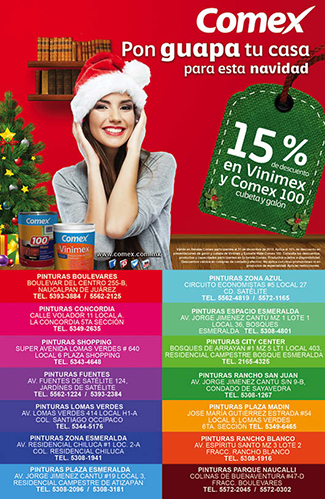 Comex
Pon guapa tu casa
para esta navidad
15%
de descuento
en Vinimex
y Comex 100
cubeta y galón
Comex
100
Comex
Vinimex
www.comex.com.mx
PINTURAS BOULEVARES
BOULEVAR DEL CENTRO 255-B,
NAUCALPAN DE JUÁREZ
TEL. 5393-3884 / 5562-2125
PINTURAS CONCORDIA
CALLE VOLADOR 11 LOCAL A
LA CONCORDIA 5TA SECCIÓN
TEL. 5349-2635
PINTURAS SHOPPING
SUPER AVENIDA LOMAS VERDES # 640
LOCAL 6 PLAZA SHOPPING
TEL. 5343-4648
PINTURAS FUENTES
AV. FUENTES DE SATÉLITE 124,
JARDINES DE SATÉLITE
TEL. 5562-1224 / 5393-2384
PINTURAS LOMAS VERDES
AV. LOMAS VERDES #14 LOCAL H1-A
COL. SANTIAGO OCCIPACO
TEL. 5344-5176
PINTURAS ZONA ESMERALDA
AV. RESIDENCIAL CHILUCA #1 LOC. 2-A
COL. RESIDENCIAL CHILUCA
TEL. 5308-1941
PINTURAS PLAZA ESMERALDA
AV. JORGE JIMÉNEZ CANTÚ #19 LOCAL 3,
RESIDENCIAL CAMPESTRE DE ATIZAPÁN
TEL. 5308-2096 / 5308-3181
PINTURAS ZONA AZUL
CIRCUITO ECONOMISTAS #5 LOCAL 27
CD. SATÉLITE
TEL. 5562-4819 / 5572-1165
PINTURAS ESPACIO ESMERALDA
AV. JORGE JIMÉNEZ CANTÚ MZ 1 LOTE 1
LOCAL 36, BOSQUES
ESMERALDA TEL. 5308-4801
PINTURAS CITY CENTER
BOSQUES DE ARRAYAN # 1 MZ 5 LT1 LOCAL 403,
RESIDENCIAL CAMPESTRE BOSQUE ESMERALDA
TEL. 2155-4325
PINTURAS RANCHO SAN JUAN
AV. JORGE JIMÉNEZ CANTÚ S/N 9-B,
CONDADO DE SAYAVEDRA
TEL. 5308-1267
PINTURAS PLAZA MADIN
JOSE MARIA GUTIERREZ ESTRADA #54
LOCAL 8, LOMAS VERDES
6TA. SECCIÓN TEL. 5349-6465
PINTURAS RANCHO BLANCO
AV. ESPIRITU SANTO MZ 3 LOTE 2
FRACC. RANCHO BLANCO
TEL. 5308-1916
PINTURAS PARQUE NAUCALLI
COLINAS DE BUENAVENTURA #47-D
FRACC. BOULEVARES
TEL. 5572-2045 / 5572-0302